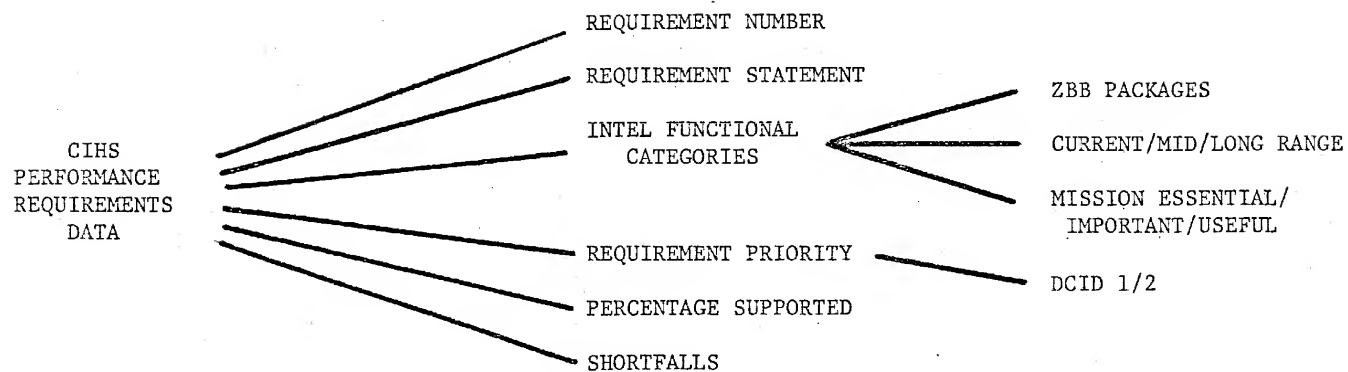 CIHS
PERFORMANCE
REQUIREMENTS
DATA
REQUIREMENT NUMBER
REQUIREMENT STATEMENT
INTEL FUNCTIONAL
CATEGORIES
REQUIREMENT PRIORITY
PERCENTAGE SUPPORTED
SHORTFALLS
ZBB PACKAGES
CURRENT/MID/LONG RANGE
MISSION ESSENTIAL/
IMPORTANT/USEFUL
DCID 1/2